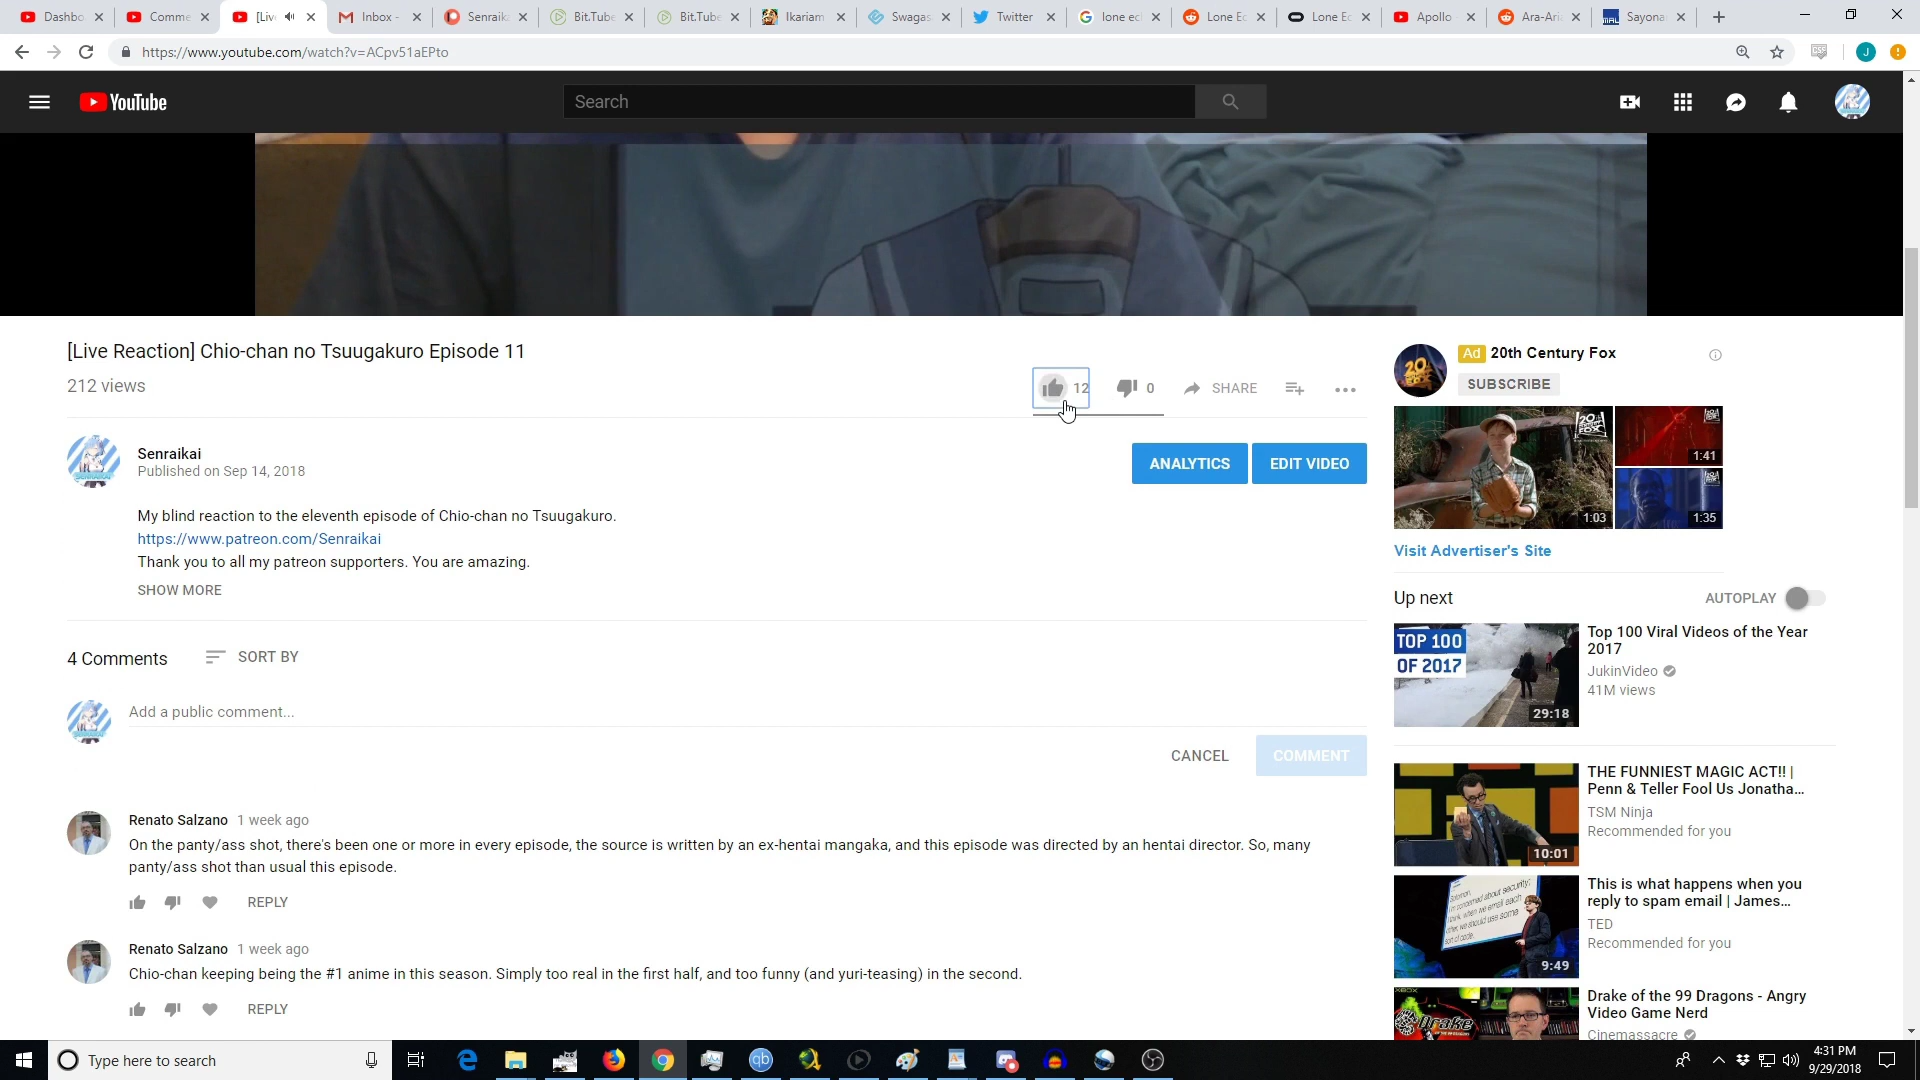 Dashbo
Comme
[Liv
Inbox -
Senraik
Bit.Tube
Bit.Tube
Ikariam
Swagas
Twitter
lone ec
Lone Ec
Lone Ec
Apollo -
Ara-Ari
Sayona
https://www.youtube.com/watch?v=ACpv51aEPto
J
YouTube
Search
[Live Reaction] Chio-chan no Tsuugakuro Episode 11
212 views
12
0
SHARE
Senraikai
Published on Sep 14, 2018
ANALYTICS
EDIT VIDEO
My blind reaction to the eleventh episode of Chio-chan no Tsuugakuro.
https://www.patreon.com/Senraikai
Thank you to all my patreon supporters. You are amazing.
SHOW MORE
4 Comments
SORT BY
Add a public comment...
CANCEL
COMMENT
Renato Salzano 1 week ago
On the panty/ass shot, there's been one or more in every episode, the source is written by an ex-hentai mangaka, and this episode was directed by an hentai director. So, many
panty/ass shot than usual this episode.
REPLY
Renato Salzano 1 week ago
Chio-chan keeping being the #1 anime in this season. Simply too real in the first half, and too funny (and yuri-teasing) in the second.
REPLY
Ad 20th Century Fox
SUBSCRIBE
1:03
1:41
1:35
Visit Advertiser's Site
Up next
AUTOPLAY
TOP 100
OF 2017
29:18
Top 100 Viral Videos of the Year
2017
JukinVideo
41M views
10:01
THE FUNNIEST MAGIC ACT!! |
Penn & Teller Fool Us Jonatha...
TSM Ninja
Recommended for you
9:49
This is what happens when you
reply to spam email | James...
TED
Recommended for you
Drake of the 99 Dragons - Angry
Video Game Nerd
Cinemassacre
Type here to search
4:31 PM
9/29/2018